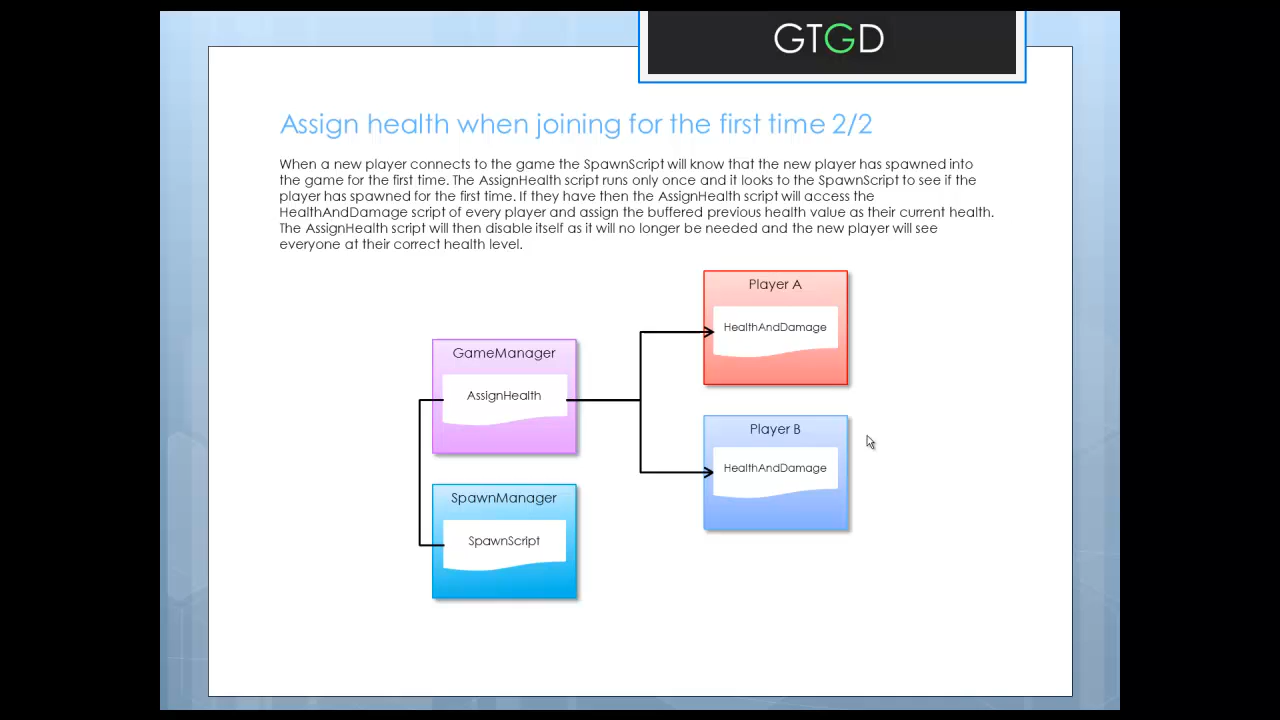 GTGD
Assign health when joining for the first time 2/2
When a new player connects to the game the SpawnScript will know that the new player has spawned into
the game for the first time. The AssignHealth script runs only once and it looks to the SpawnScript to see if the
player has spawned for the first time. If they have then the AssignHealth script will access the
HealthAndDamage script of every player and assign the buffered previous health value as their current health.
The AssignHealth script will then disable itself as it will no longer be needed and the new player will see
everyone at their correct health level.
Player A
HealthAndDamage
GameManager
AssignHealth
Player B
HealthAndDamage
SpawnManager
SpawnScript